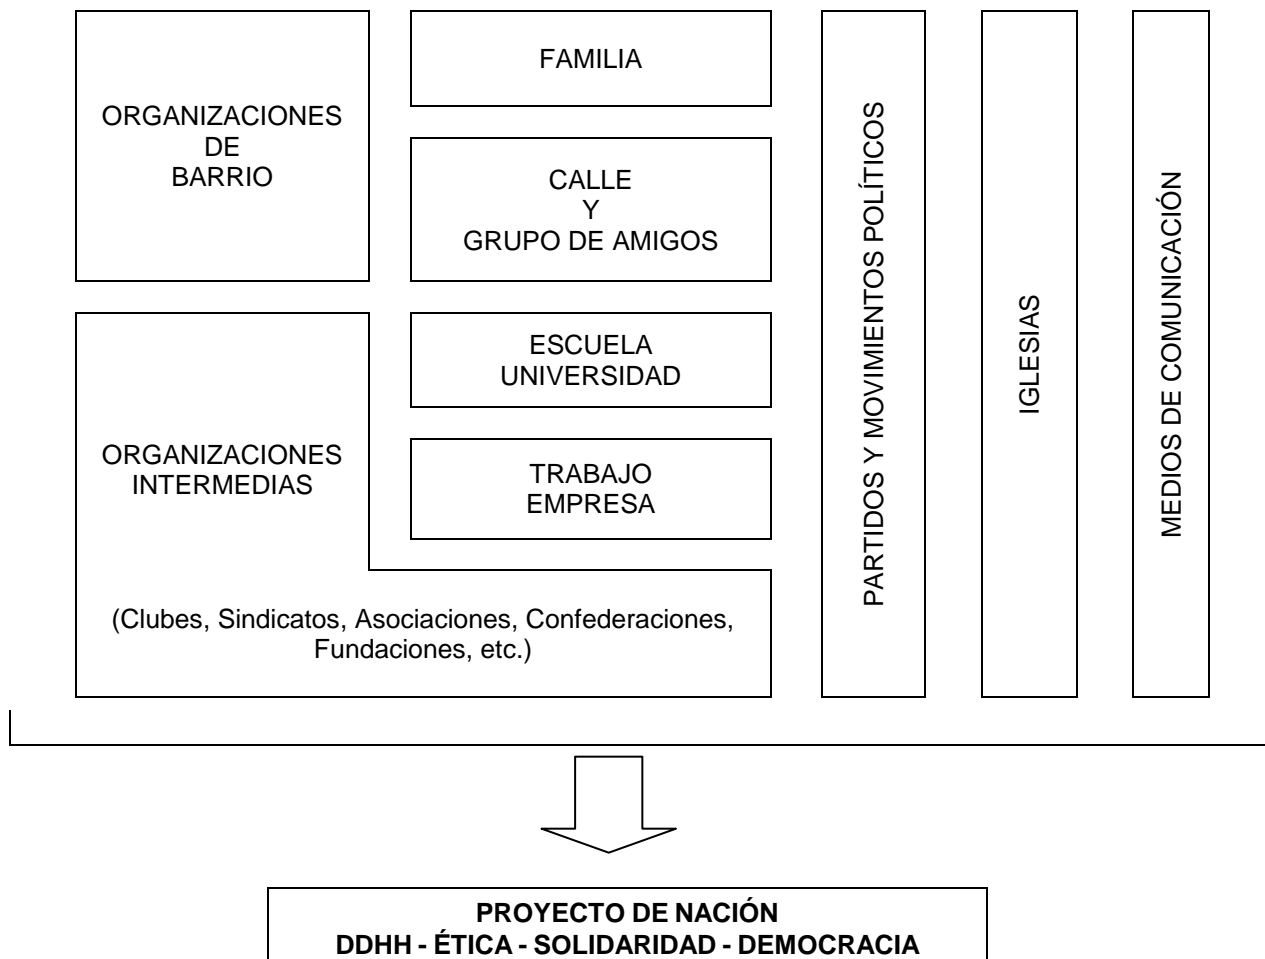 ORGANIZACIONES
DE
BARRIO
FAMILIA
CALLE
Y
GRUPO DE AMIGOS
ORGANIZACIONES
INTERMEDIAS
ESCUELA
UNIVERSIDAD
TRABAJO
EMPRESA
(Clubes, Sindicatos, Asociaciones, Confederaciones,
Fundaciones, etc.)
PARTIDOS Y MOVIMIENTOS POLÍTICOS
IGLESIAS
MEDIOS DE COMUNICACIÓN
PROYECTO DE NACIÓN
DDHH - ÉTICA - SOLIDARIDAD - DEMOCRACIA